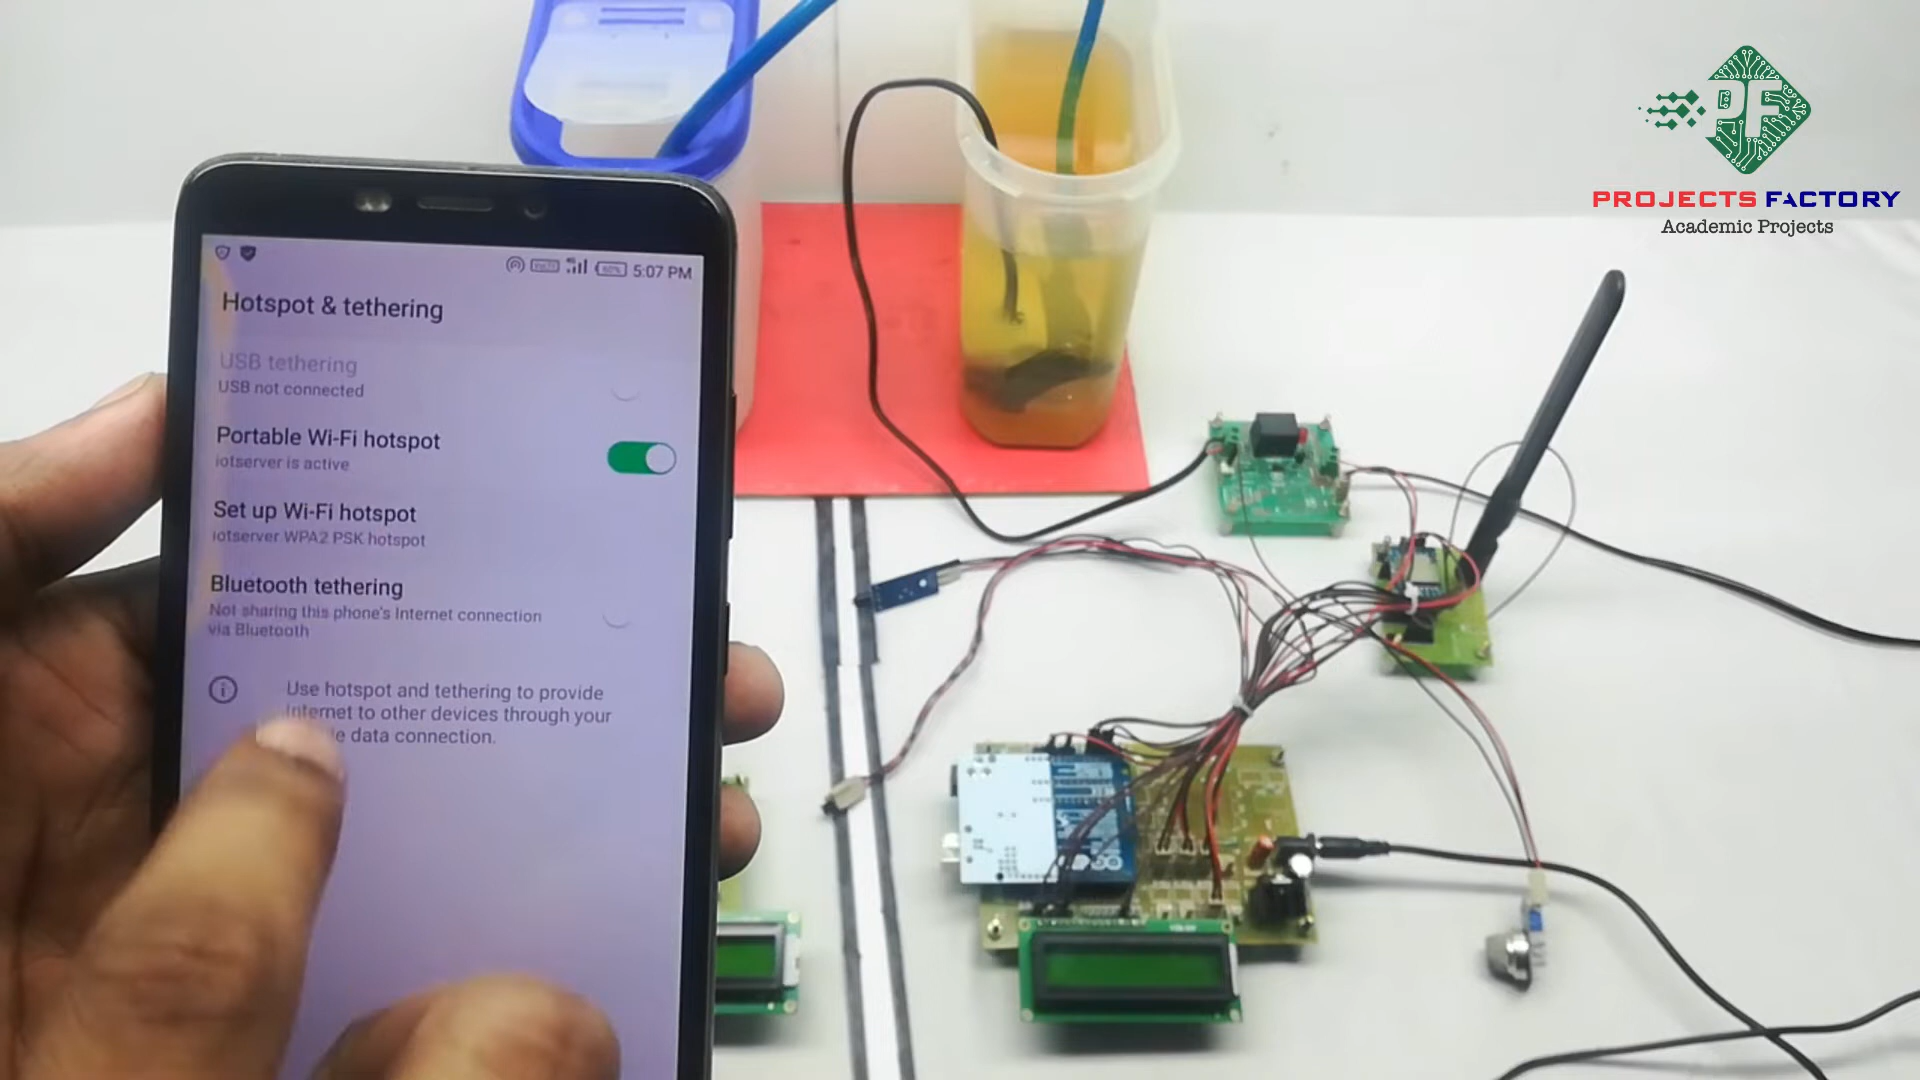 5:07 PM
Hotspot & tethering
USB tethering
USB not connected
Portable Wi-Fi hotspot
iotserver is active
Set up Wi-Fi hotspot
iotserver WPA2 PSK hotspot
Bluetooth tethering
Not sharing this phone's Internet connection
via Bluetooth
Use hotspot and tethering to provide
Internet to other devices through your
data connection.
PF
PROJECTS FACTORY
Academic Projects